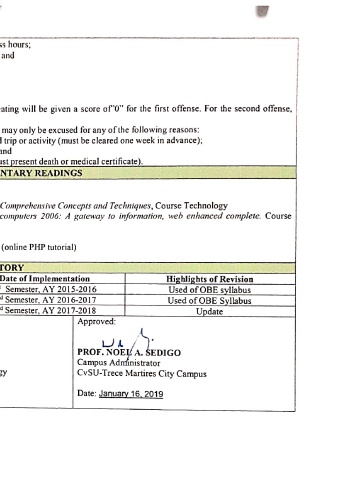 ss hours;
and
ating will be given a score of"0" for the first offense. For the second offense,
may only be excused for any of the following reasons:
d trip or activity (must be cleared one week in advance);
and
ust present death or medical certificate).
NTARY READINGS
Comprehensive Concepts and Techniques, Course Technology
computers 2006: A gateway to information, web enhanced complete. Course
(online PHP tutorial)
TORY
Date of Implementation Highlights of Revision
Semester, AY 2015-2016 Used of OBE syllabus
d Semester, AY 2016-2017 Used of OBE Syllabus
d Semester, AY 2017-2018 Update
Approved:
PROF. NOEL A. SEDIGO
Campus Administrator
gy CvSU-Trece Martires City Campus
Date: January 16, 2019